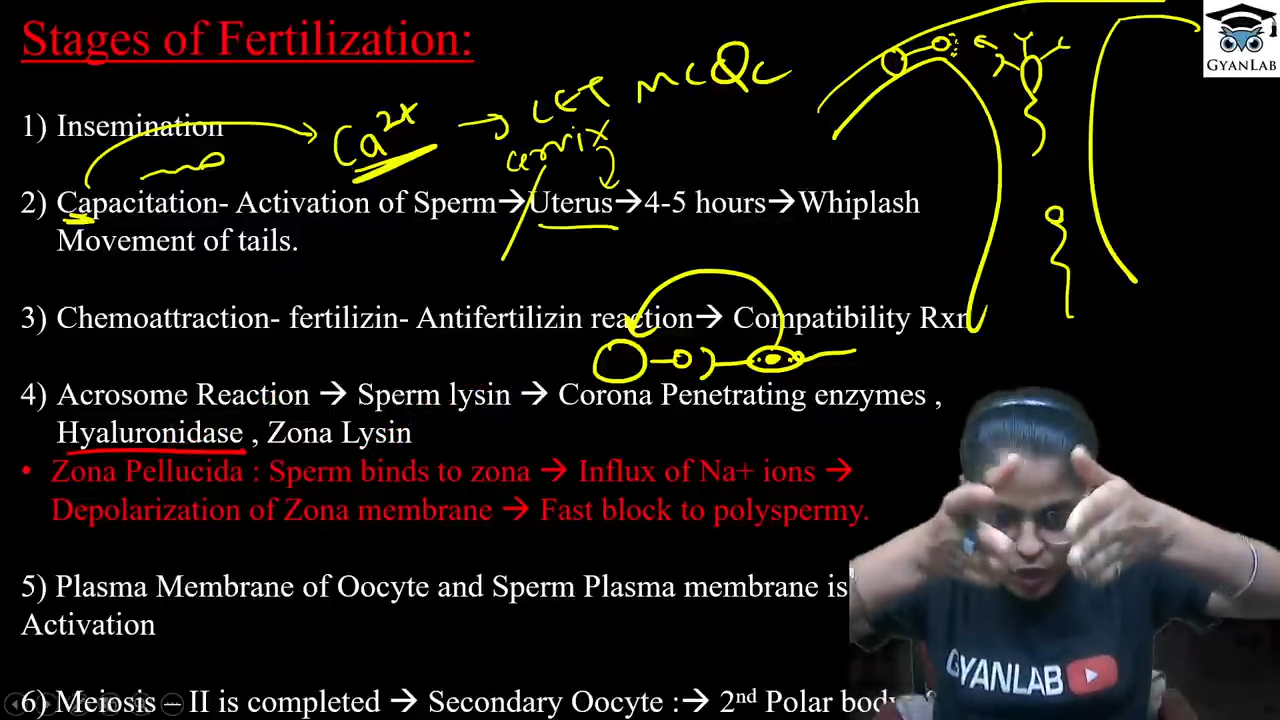 Stages of Fertilization:
GYANLAB
1) Insemination
Ca2+ → CET MCQs
cervix
2) Capacitation- Activation of Sperm→Uterus→4-5 hours→Whiplash
Movement of tails.
3) Chemoattraction- fertilizin- Antifertilizin reaction→ Compatibility Rxn
4) Acrosome Reaction → Sperm lysin → Corona Penetrating enzymes ,
Hyaluronidase , Zona Lysin
• Zona Pellucida : Sperm binds to zona → Influx of Na+ ions →
Depolarization of Zona membrane → Fast block to polyspermy.
5) Plasma Membrane of Oocyte and Sperm Plasma membrane is
Activation
6) Meiosis – II is completed → Secondary Oocyte :→ 2nd Polar body
GYANLAB